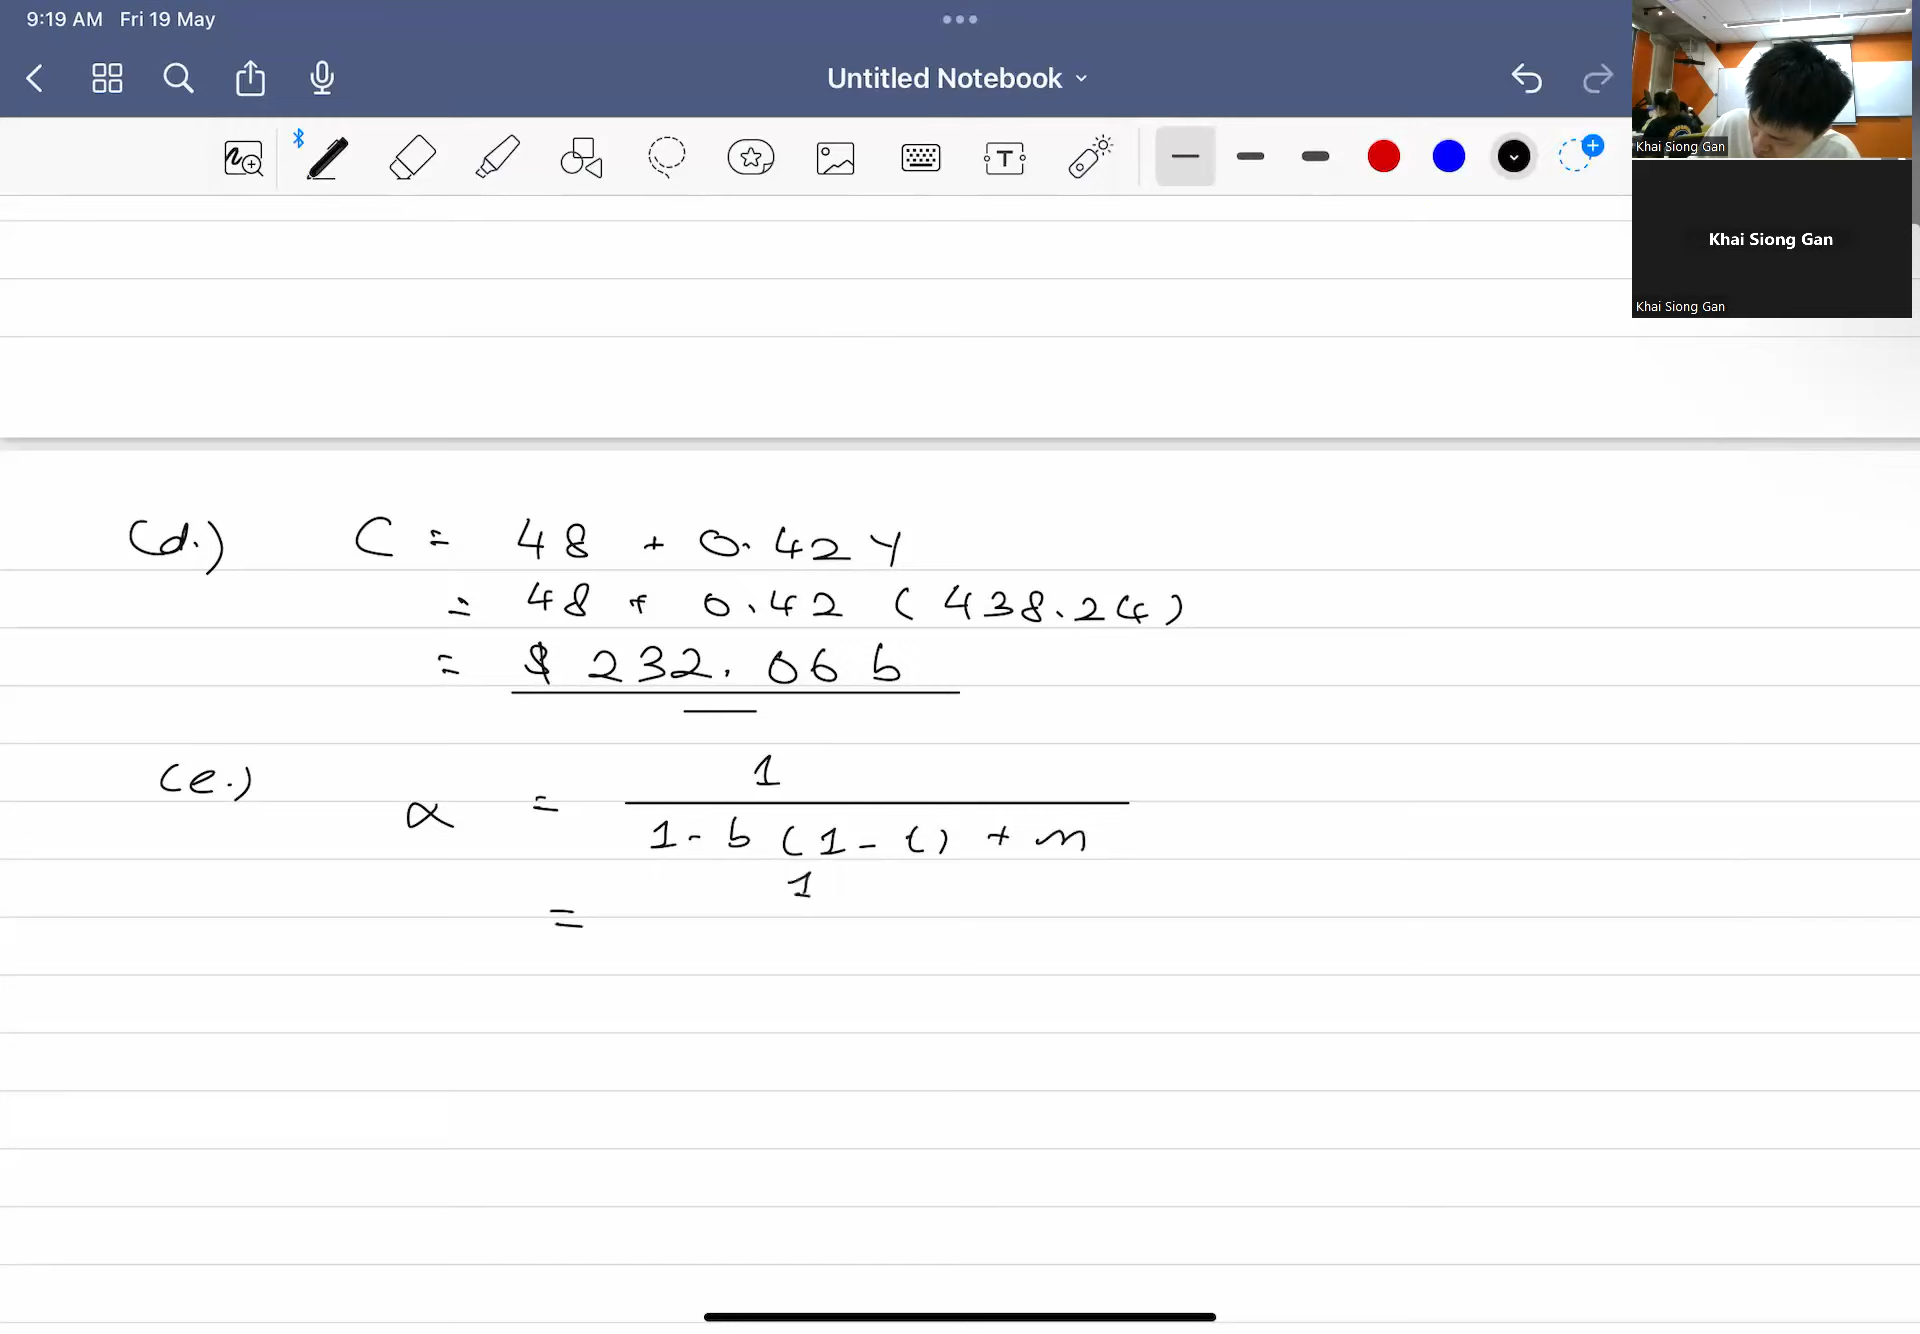 9:19 AM Fri 19 May
Untitled Notebook
T
Khai Siong Gan
Khai Siong Gan
Khai Siong Gan
(d.) C = 48 + 0.42Y
= 48 + 0.42 (438.24)
= $ 232.06 b
(e.) α = 1
1 - b (1 - t) + m
1
=